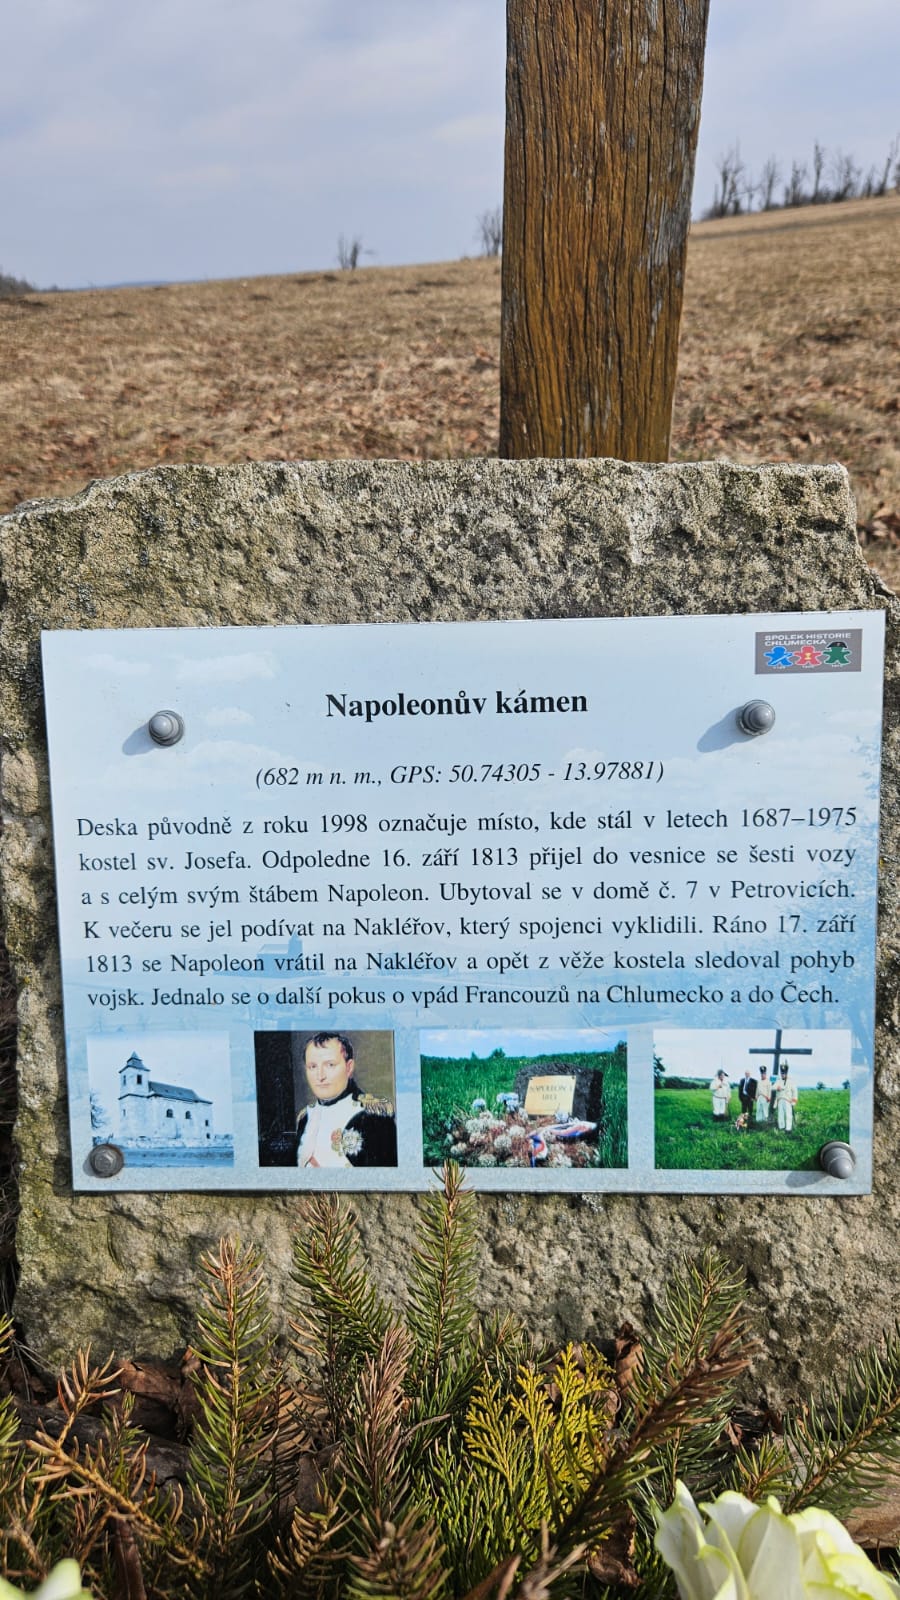 SPOLEK HISTORIE
CHLUMECKA
Napoleonův kámen
(682 m n. m., GPS: 50.74305 - 13.97881)
Deska původně z roku 1998 označuje místo, kde stál v letech 1687–1975
kostel sv. Josefa. Odpoledne 16. září 1813 přijel do vesnice se šesti vozy
a s celým svým štábem Napoleon. Ubytoval se v domě č. 7 v Petrovicích.
K večeru se jel podívat na Nakléřov, který spojenci vyklidili. Ráno 17. září
1813 se Napoleon vrátil na Nakléřov a opět z věže kostela sledoval pohyb
vojsk. Jednalo se o další pokus o vpád Francouzů na Chlumecko a do Čech.
NAPOLEON I.
1813